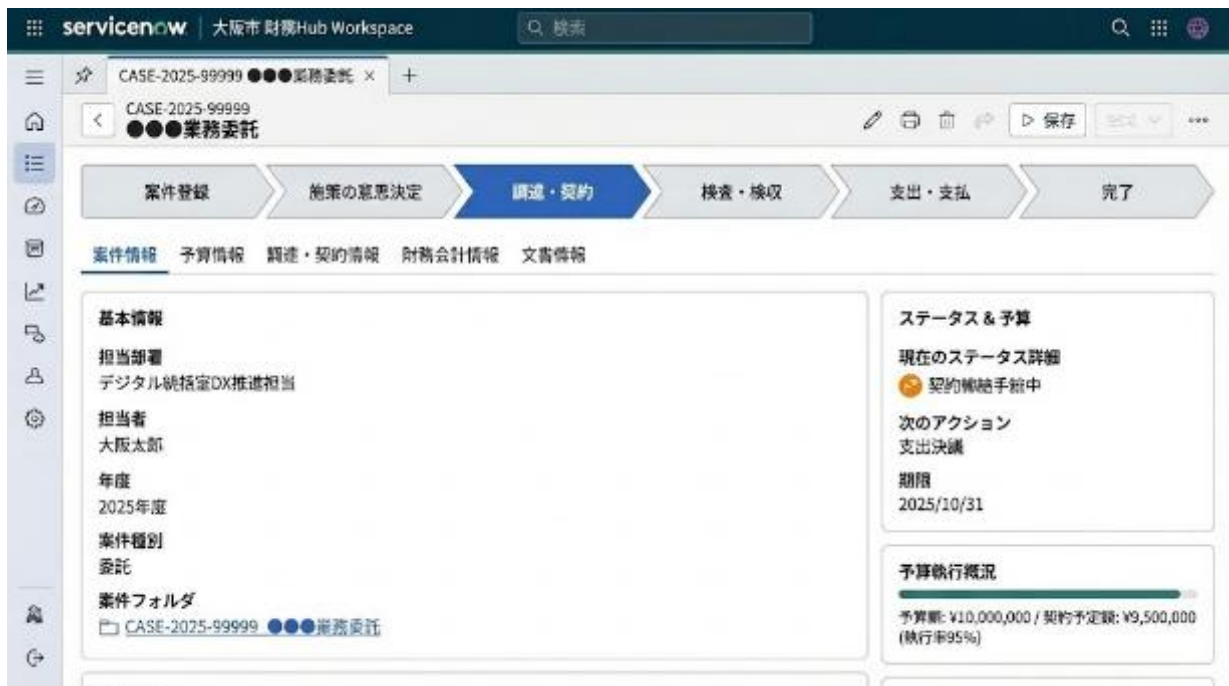 servicenow 大阪市 財務Hub Workspace 検索
CASE-2025-99999 ●●●業務委託 × +
CASE-2025-99999
●●●業務委託
保存
案件登録 施策の意思決定 調達・契約 検査・検収 支出・支払 完了
案件情報 予算情報 調達・契約情報 財務会計情報 文書情報
基本情報
担当部署
デジタル統括室DX推進担当
担当者
大阪太郎
年度
2025年度
案件種別
委託
案件フォルダ
CASE-2025-99999_●●●業務委託
ステータス & 予算
現在のステータス詳細
次のアクション
支出決議
期限
2025/10/31
予算執行概況
予算額: ¥10,000,000 / 契約予定額: ¥9,500,000
(執行率95%)